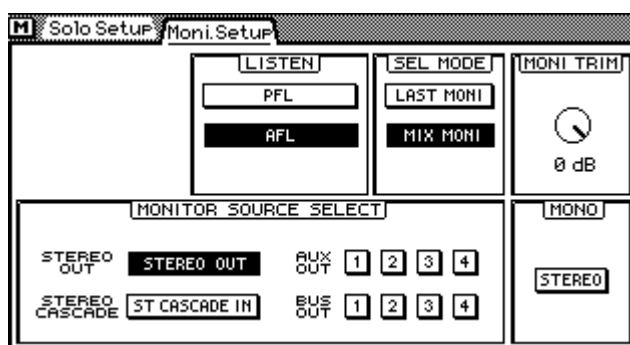 M Solo Setup Moni.Setup
LISTEN SEL MODE MONI TRIM
PFL LAST MONI
AFL MIX MONI
0 dB
MONITOR SOURCE SELECT MONO
STEREO OUT STEREO OUT AUX OUT 1 2 3 4
STEREO
STEREO CASCADE ST CASCADE IN BUS OUT 1 2 3 4